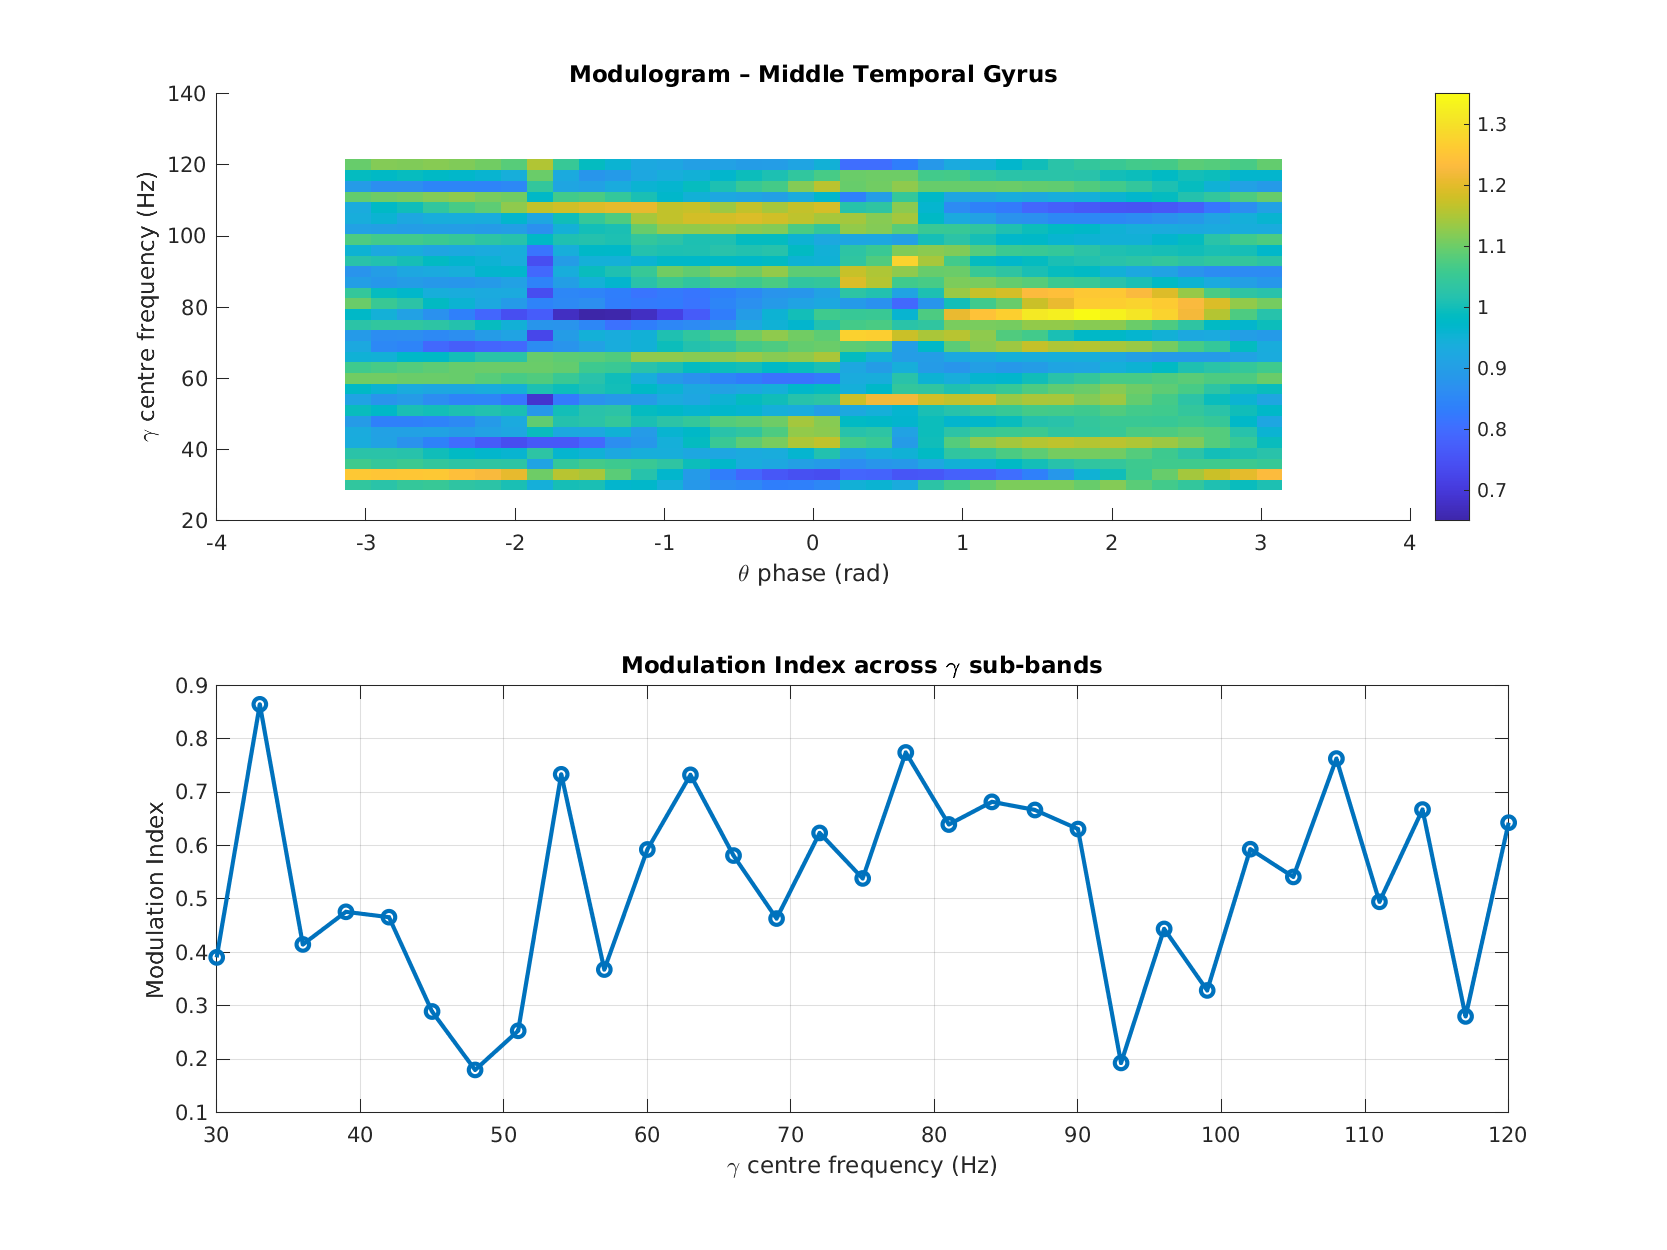 Modulogram – Middle Temporal Gyrus
140
120
100
80
60
40
20
γ centre frequency (Hz)
-4 -3 -2 -1 0 1 2 3 4
θ phase (rad)
1.3
1.2
1.1
1
0.9
0.8
0.7
Modulation Index across γ sub-bands
0.9
0.8
0.7
0.6
0.5
0.4
0.3
0.2
0.1
Modulation Index
30 40 50 60 70 80 90 100 110 120
γ centre frequency (Hz)